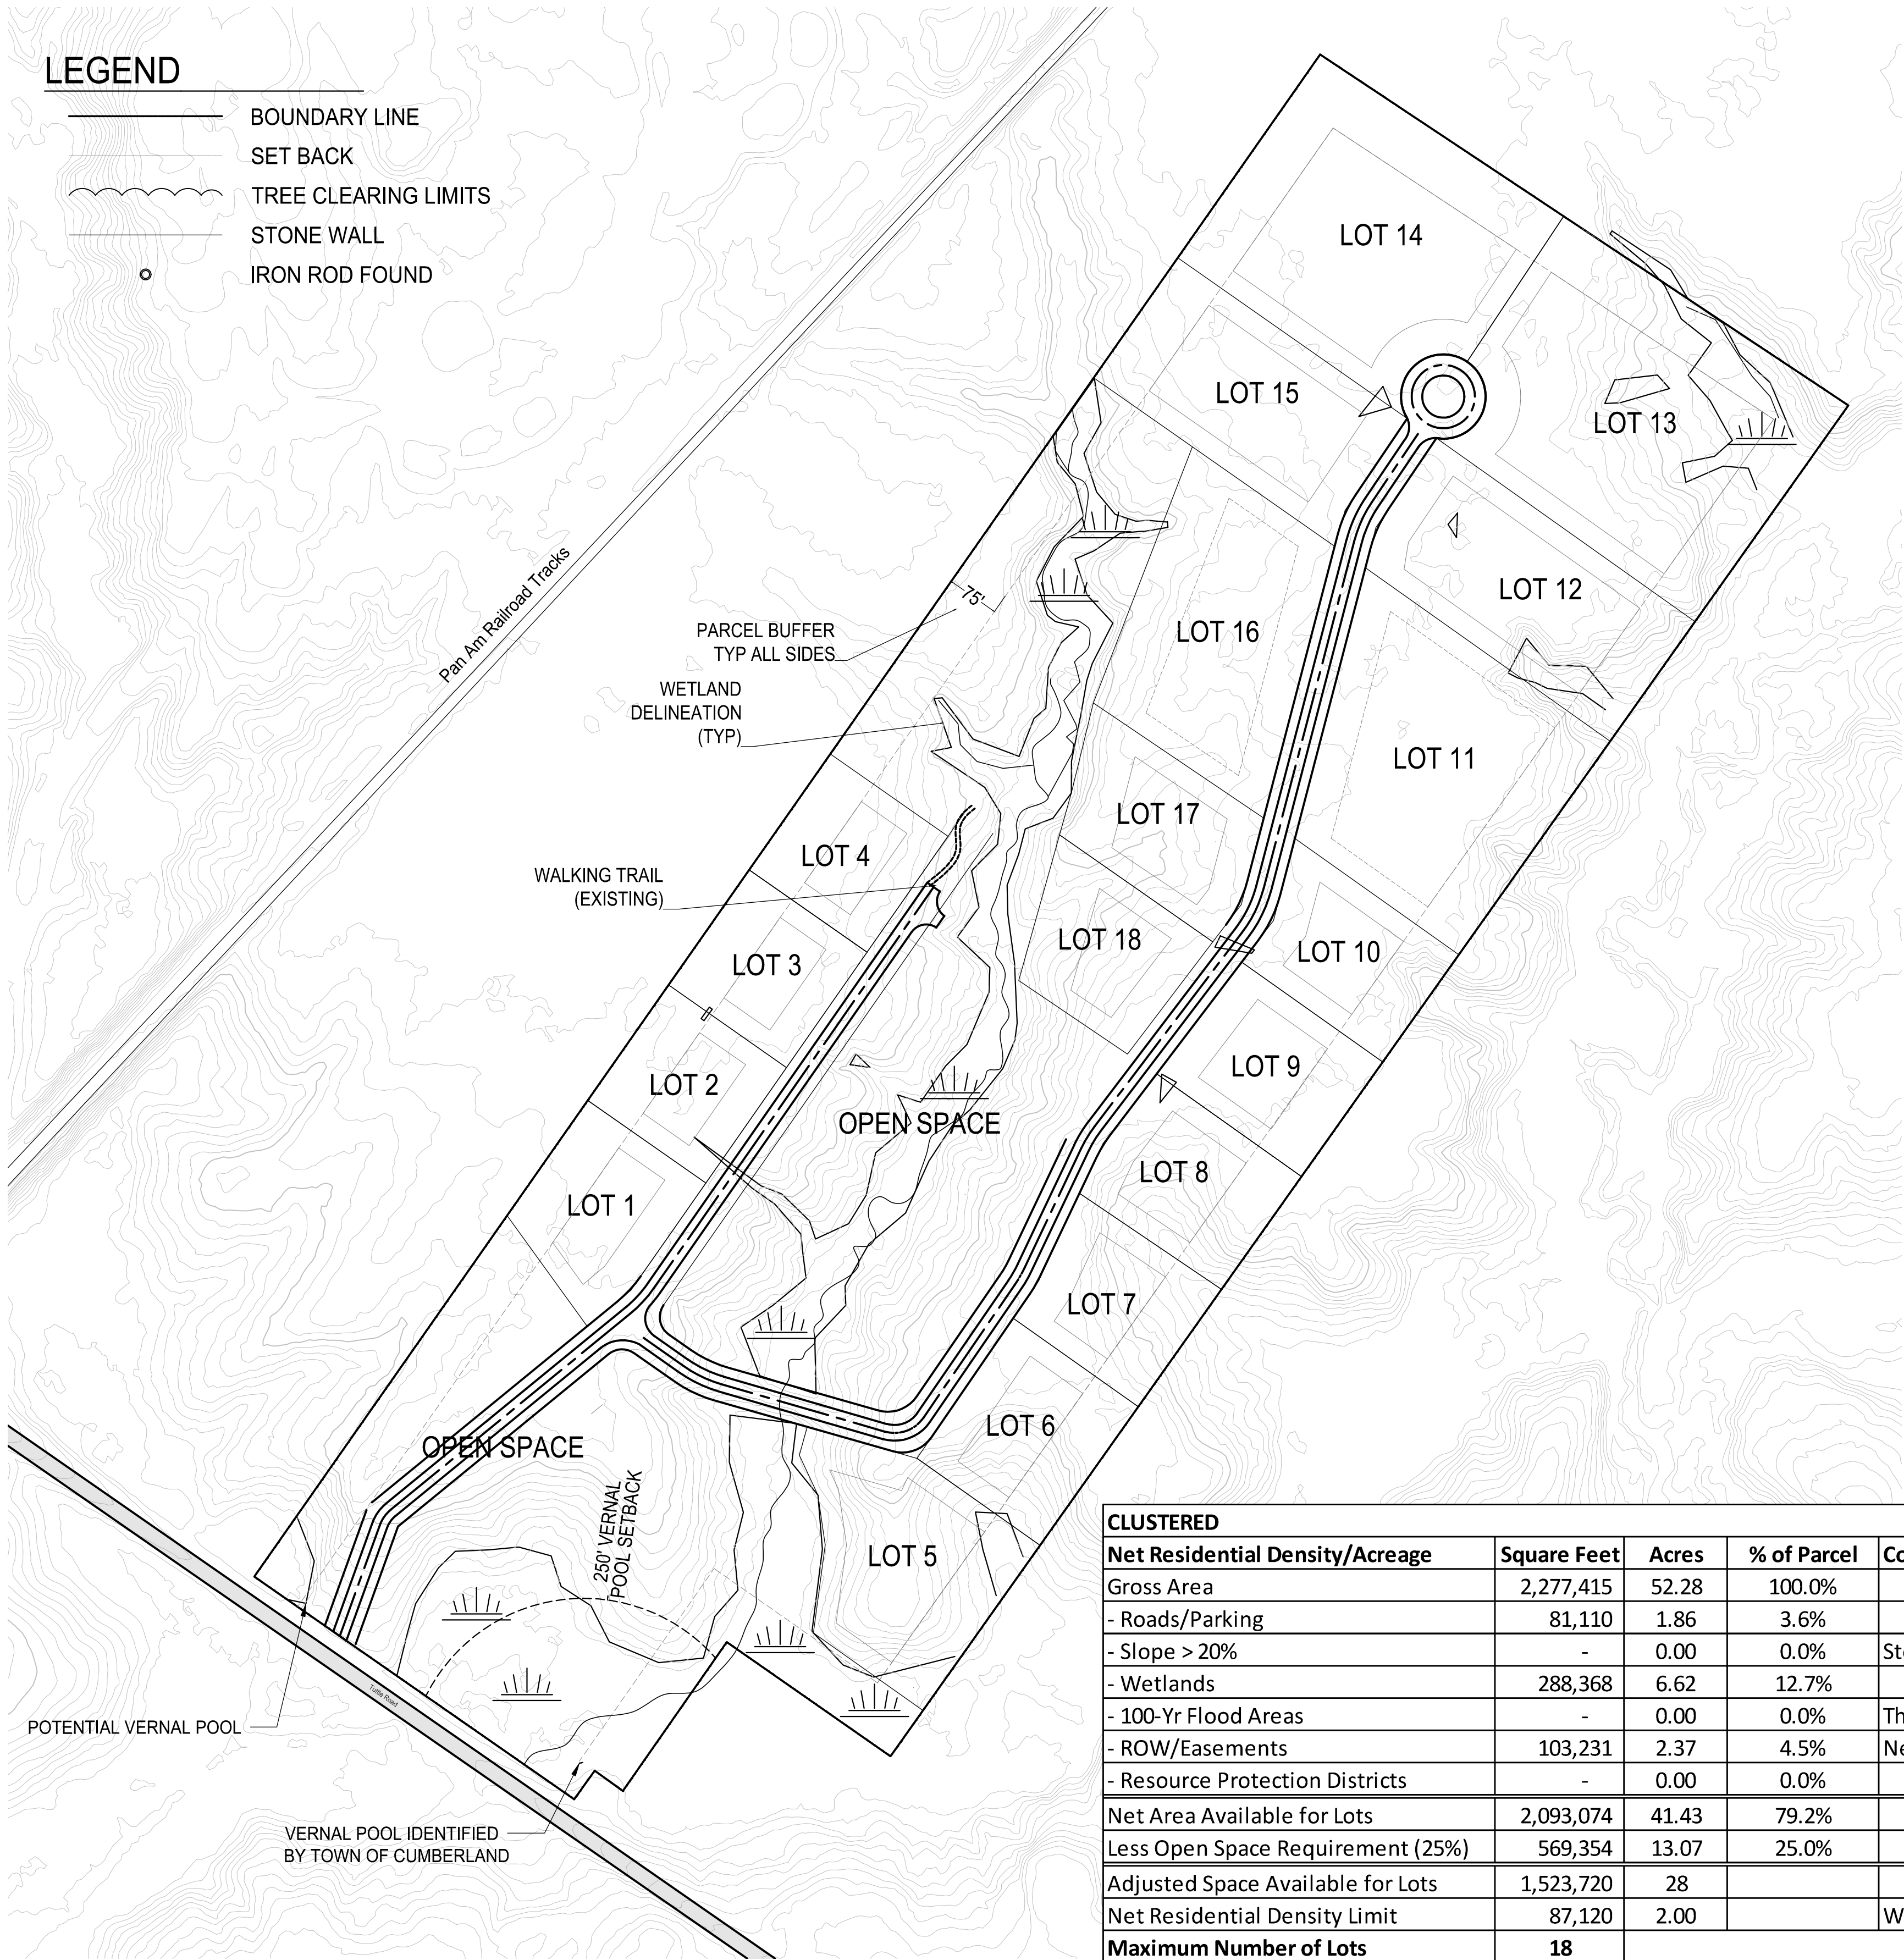 LEGEND
BOUNDARY LINE
SET BACK
TREE CLEARING LIMITS
STONE WALL
IRON ROD FOUND
Pan Am Railroad Tracks
LOT 14
LOT 15
LOT 13
LOT 12
LOT 16
LOT 11
75'
PARCEL BUFFER
TYP ALL SIDES
WETLAND
DELINEATION
(TYP)
LOT 17
LOT 4
WALKING TRAIL
(EXISTING)
LOT 18
LOT 10
LOT 3
LOT 9
LOT 2
OPEN SPACE
LOT 8
LOT 1
LOT 7
LOT 6
OPEN SPACE
250' VERNAL
POOL SETBACK
LOT 5
Tuttle Road
POTENTIAL VERNAL POOL
VERNAL POOL IDENTIFIED
BY TOWN OF CUMBERLAND
CLUSTERED
Net Residential Density/Acreage Square Feet Acres % of Parcel Co
Gross Area 2,277,415 52.28 100.0%
- Roads/Parking 81,110 1.86 3.6%
- Slope > 20% - 0.00 0.0% Ste
- Wetlands 288,368 6.62 12.7%
- 100-Yr Flood Areas - 0.00 0.0% Th
- ROW/Easements 103,231 2.37 4.5% Ne
- Resource Protection Districts - 0.00 0.0%
Net Area Available for Lots 2,093,074 41.43 79.2%
Less Open Space Requirement (25%) 569,354 13.07 25.0%
Adjusted Space Available for Lots 1,523,720 28
Net Residential Density Limit 87,120 2.00 W
Maximum Number of Lots 18